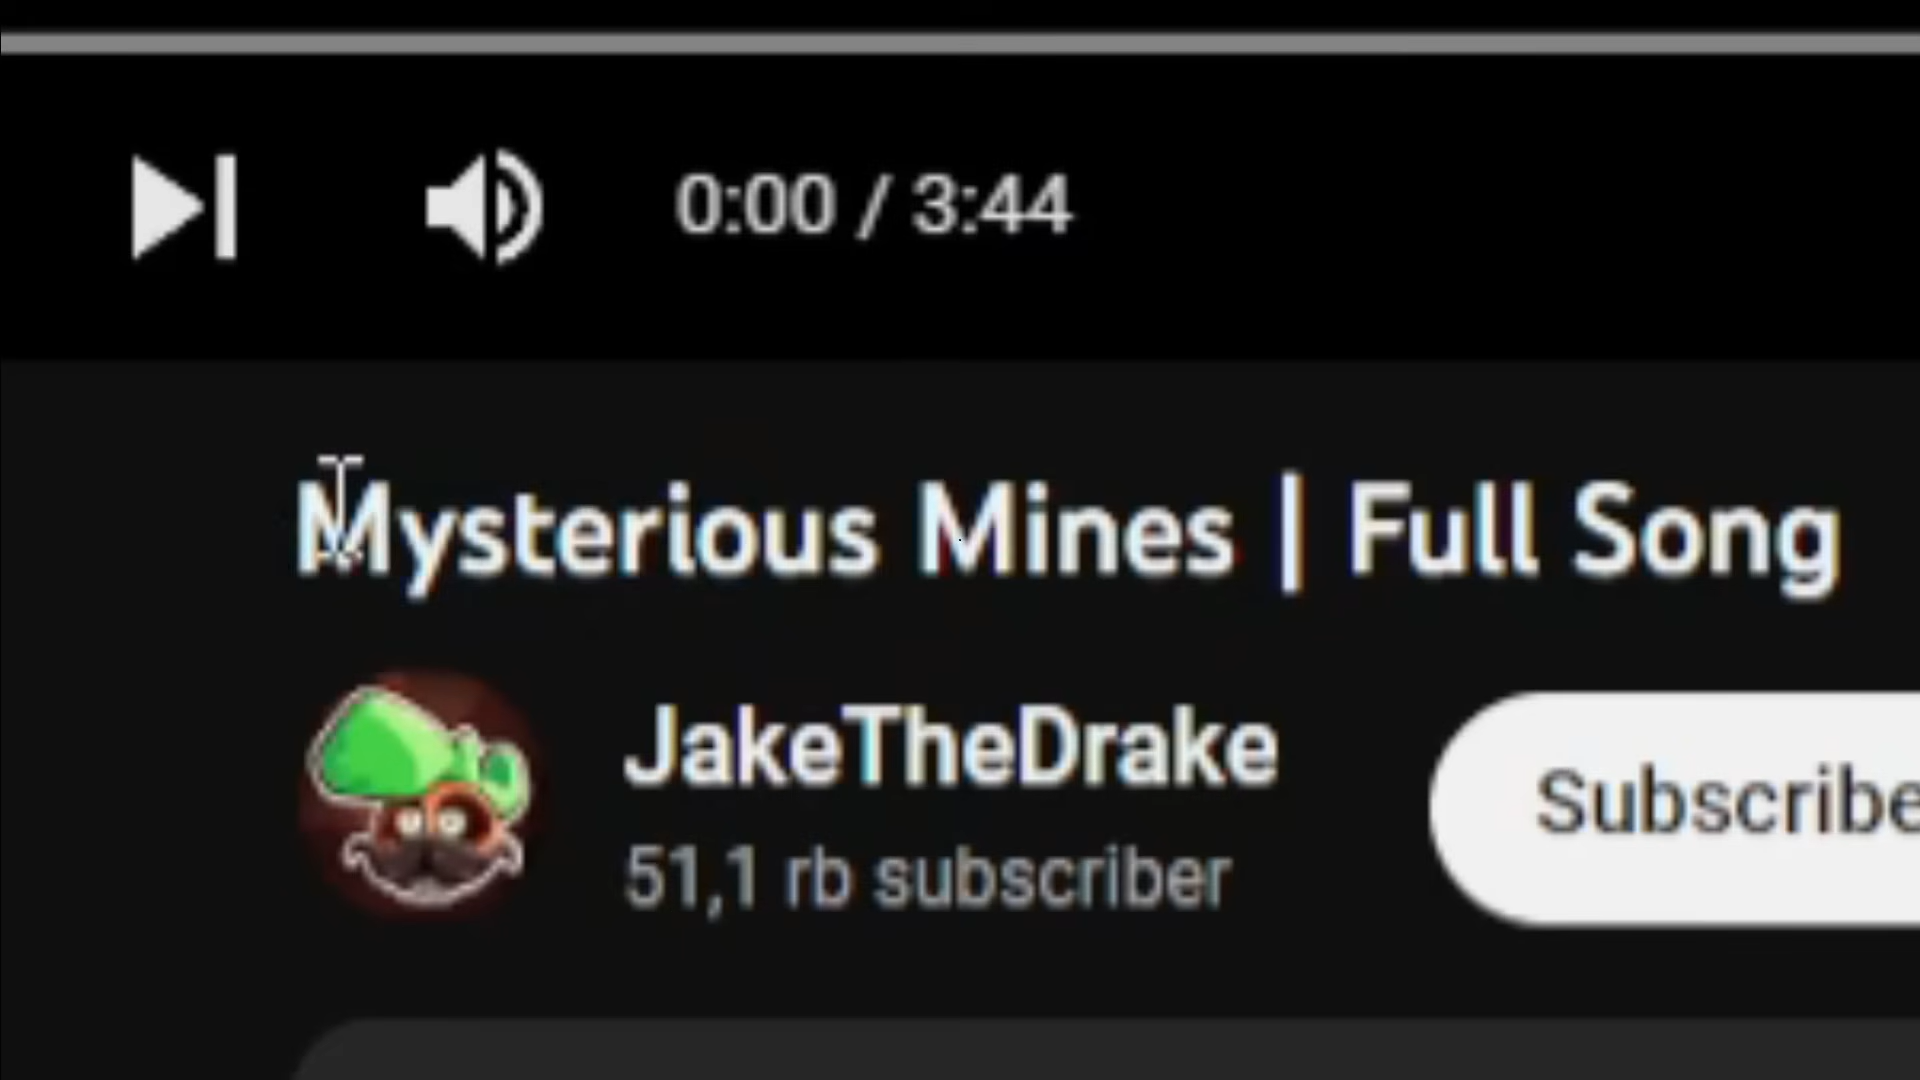 0:00 / 3:44
Mysterious Mines | Full Song
JakeTheDrake
Subscribe
51,1 rb subscriber